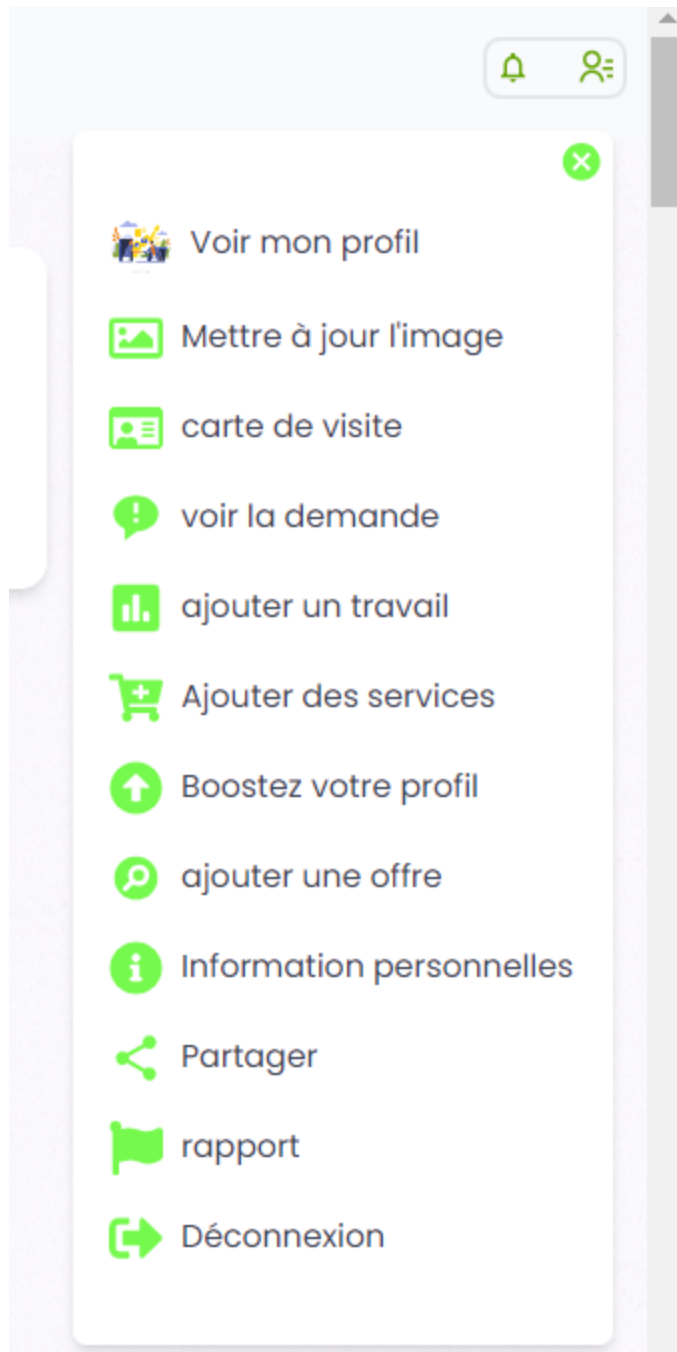 Voir mon profil
Mettre à jour l'image
carte de visite
voir la demande
ajouter un travail
Ajouter des services
Boostez votre profil
ajouter une offre
Information personnelles
Partager
rapport
Déconnexion